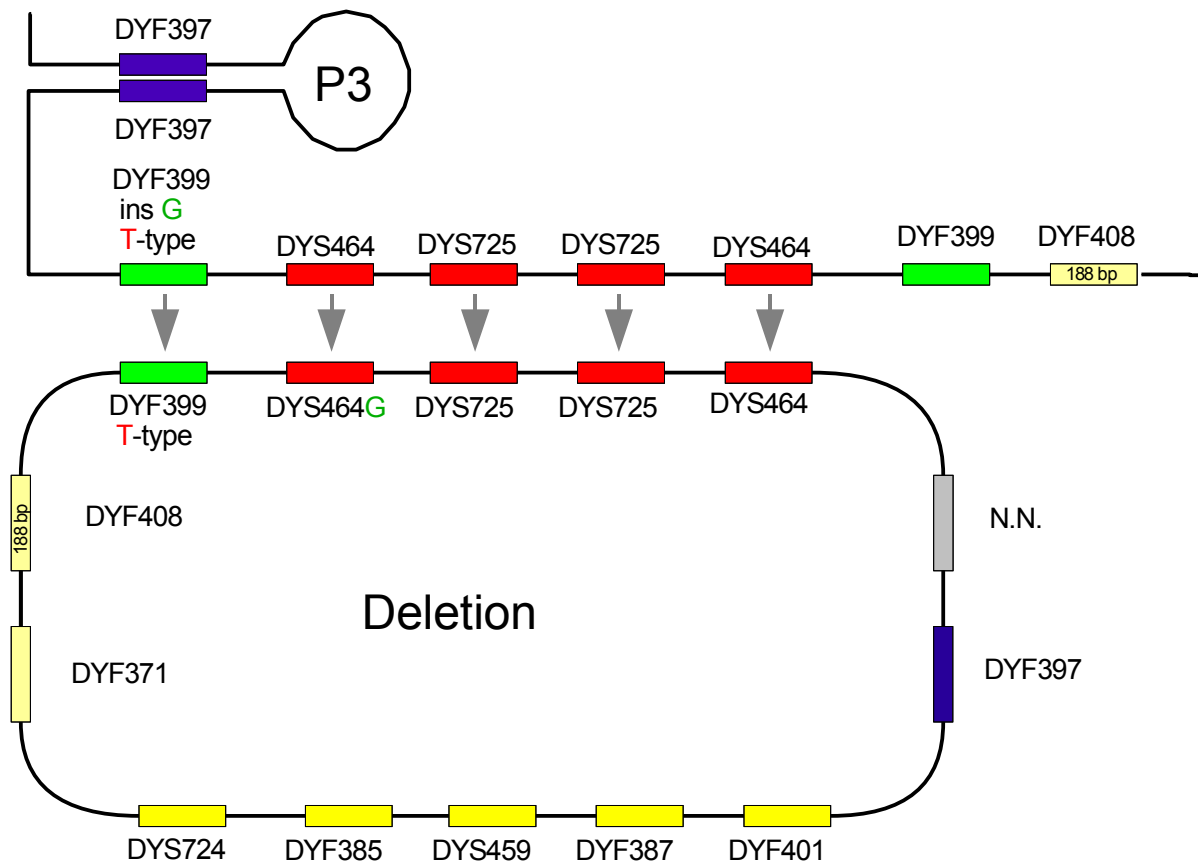 DYF397
P3
DYF397
DYF399
ins G
T-type
DYS464
DYS725
DYS725
DYS464
DYF399
DYF408
188 bp
DYF399
T-type
DYS464G
DYS725
DYS725
DYS464
188 bp
DYF408
N.N.
Deletion
DYF371
DYF397
DYS724
DYF385
DYS459
DYF387
DYF401